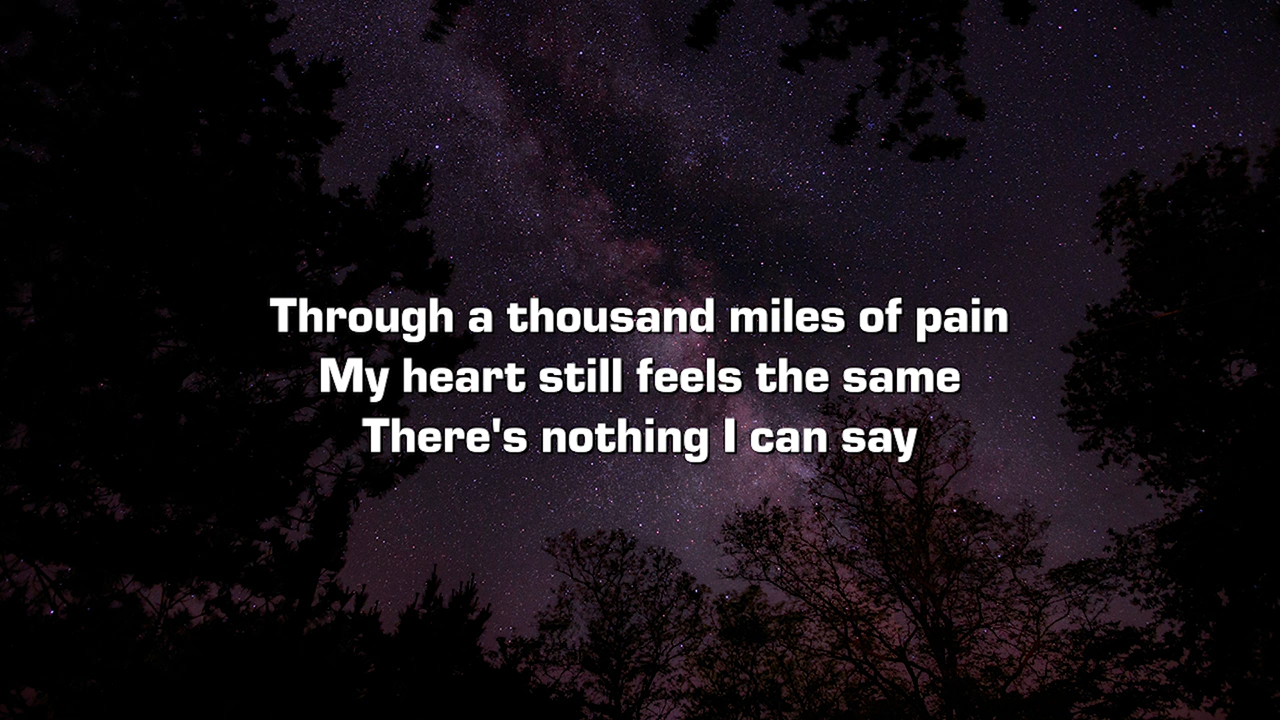 Through a thousand miles of pain
My heart still feels the same
There's nothing I can say